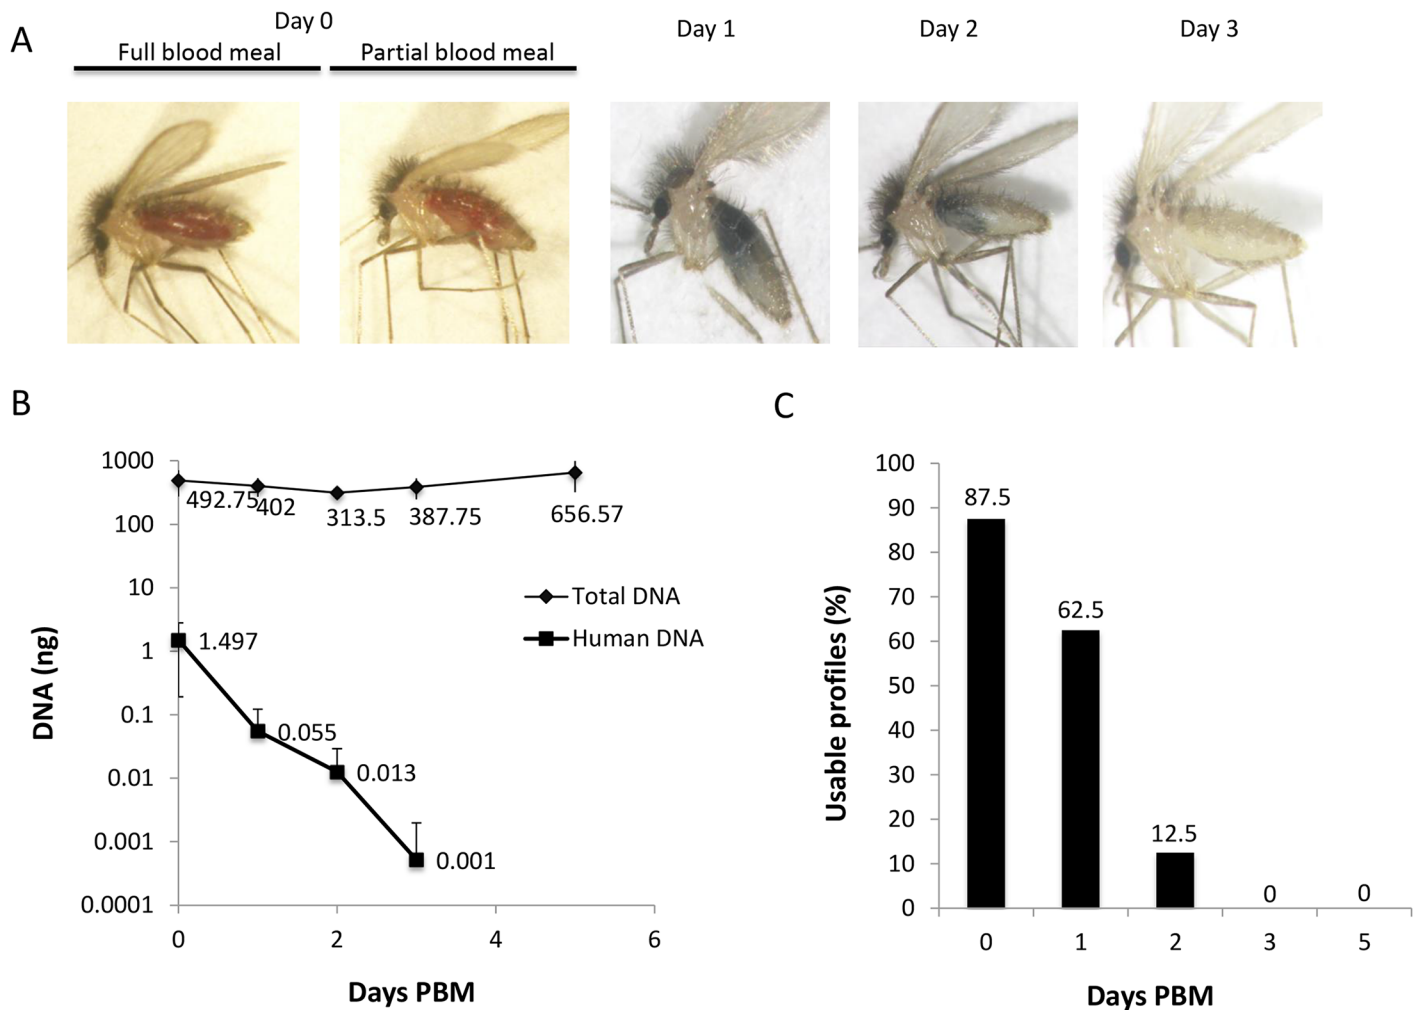 A
Day 0
Full blood meal
Partial blood meal
Day 1
Day 2
Day 3
B
1000
100
10
1
0.1
0.01
0.001
0.0001
DNA (ng)
492.75
402
313.5
387.75
656.57
Total DNA
Human DNA
1.497
0.055
0.013
0.001
0
2
4
6
Days PBM
C
100
90
80
70
60
50
40
30
20
10
0
Usable profiles (%)
87.5
62.5
12.5
0
0
0
1
2
3
5
Days PBM